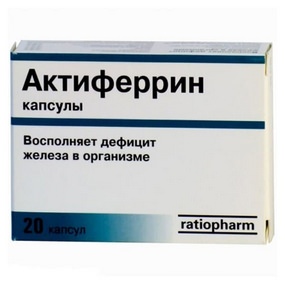 Актиферрин
капсулы
Восполняет дефицит
железа в организме
20 капсул
ratiopharm